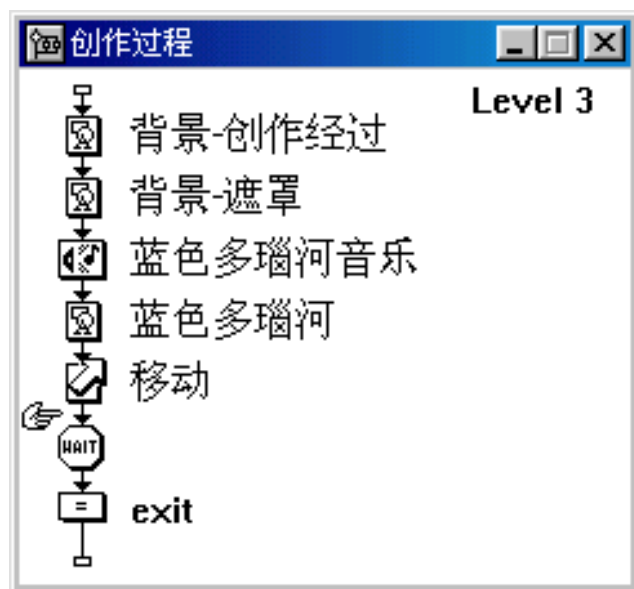 创作过程
Level 3
背景-创作经过
背景-遮罩
蓝色多瑙河音乐
蓝色多瑙河
移动
WAIT
=
exit